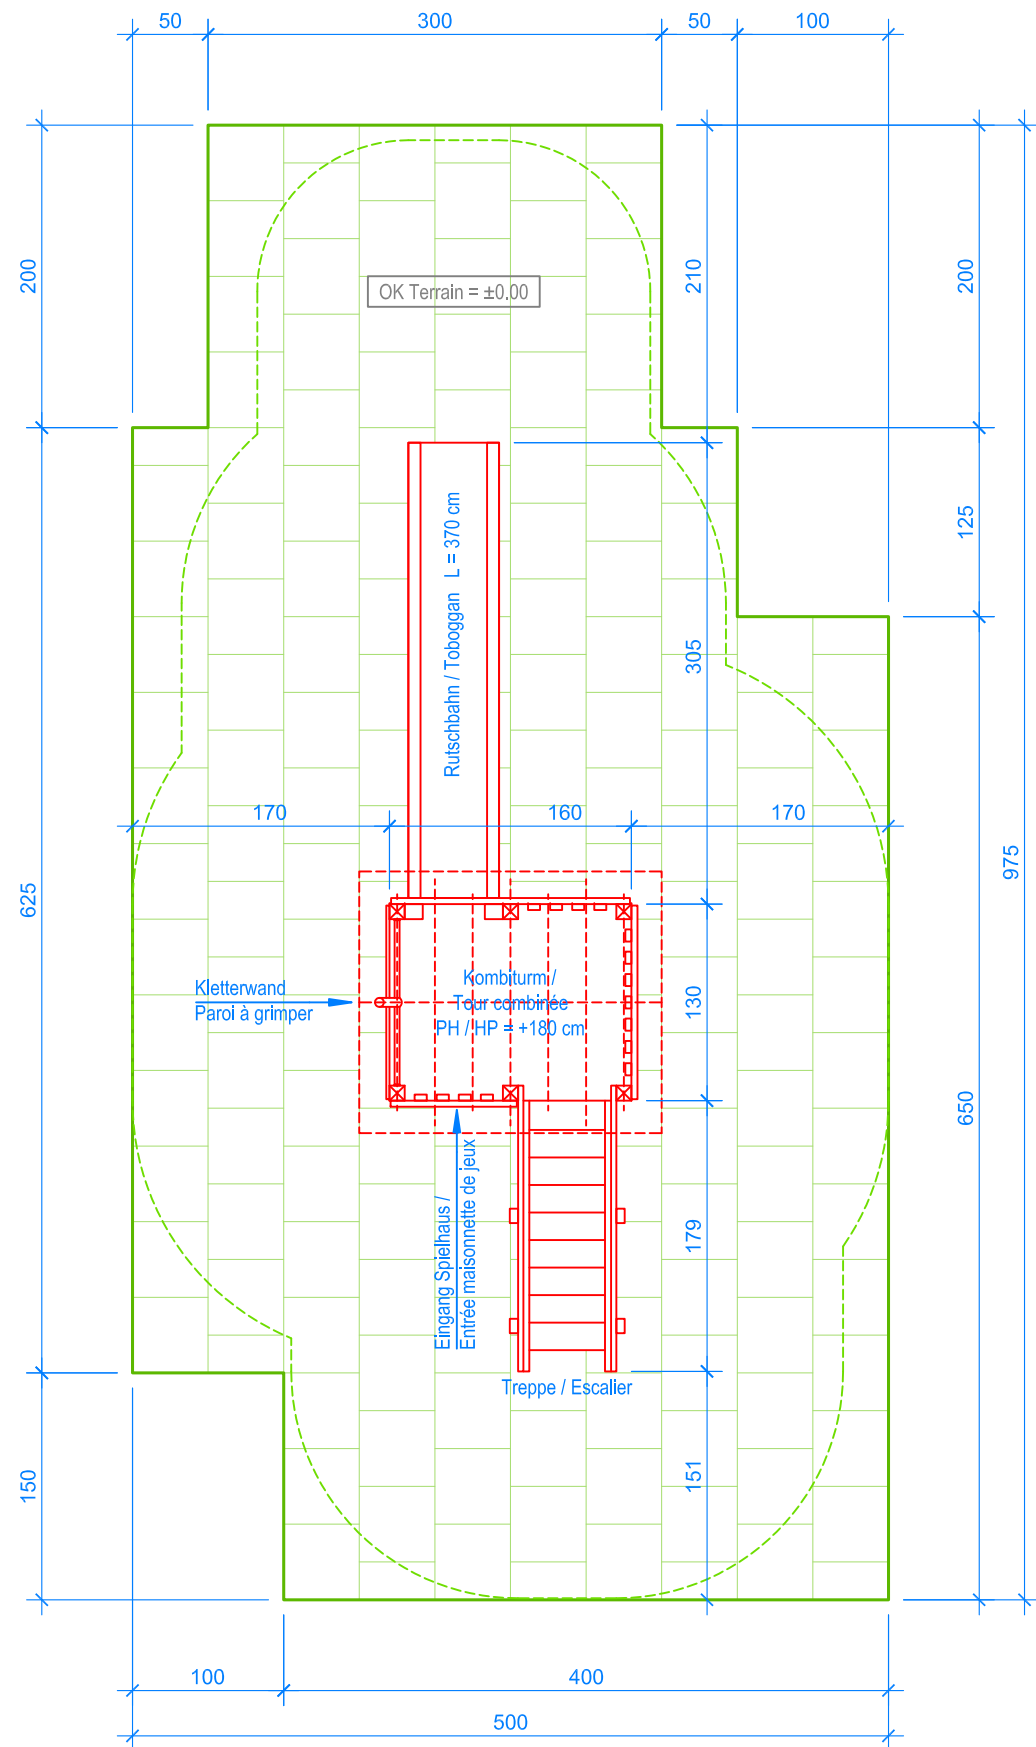 50
300
50
100
200
210
200
OK Terrain = ±0.00
125
Rutschbahn / Toboggan L = 370 cm
305
170
160
170
975
625
Kletterwand
Paroi à grimper
Kombiturm /
Tour combinée
PH / HP = +180 cm
130
650
Eingang Spielhaus /
Entrée maisonnette de jeux
179
Treppe / Escalier
150
151
100
400
500